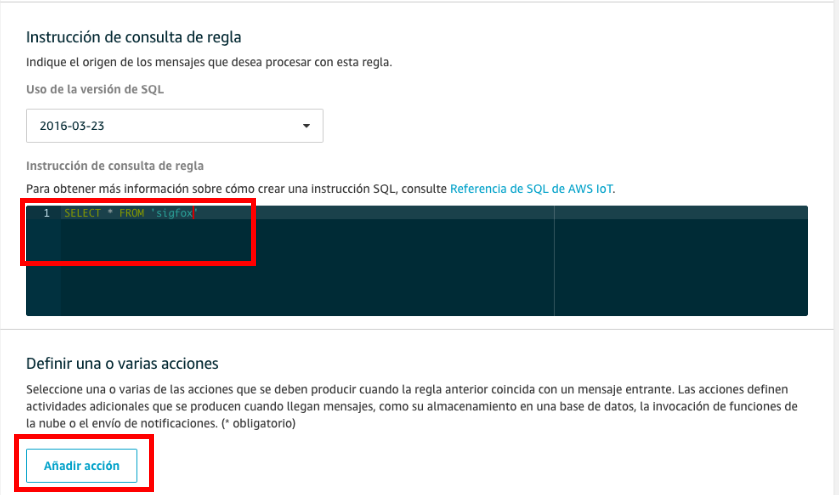 Instrucción de consulta de regla
Indique el origen de los mensajes que desea procesar con esta regla.
Uso de la versión de SQL
2016-03-23
Instrucción de consulta de regla
Para obtener más información sobre cómo crear una instrucción SQL, consulte Referencia de SQL de AWS IoT.
1 SELECT * FROM 'sigfox'
Definir una o varias acciones
Seleccione una o varias de las acciones que se deben producir cuando la regla anterior coincida con un mensaje entrante. Las acciones definen
actividades adicionales que se producen cuando llegan mensajes, como su almacenamiento en una base de datos, la invocación de funciones de
la nube o el envío de notificaciones. (* obligatorio)
Añadir acción